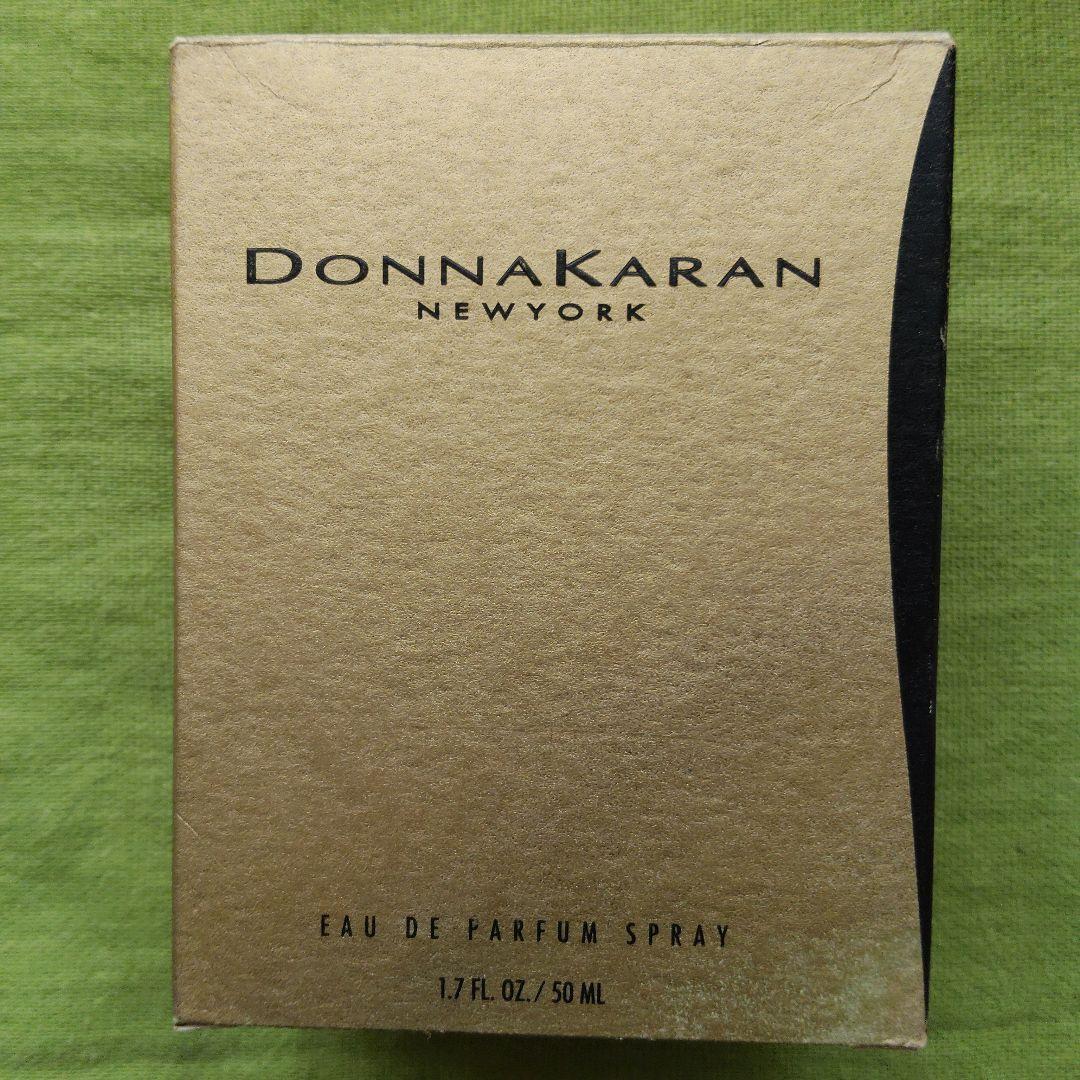 DONNAKARAN
NEWYORK
EAU DE PARFUM SPRAY
1.7 FL. OZ. / 50 ML